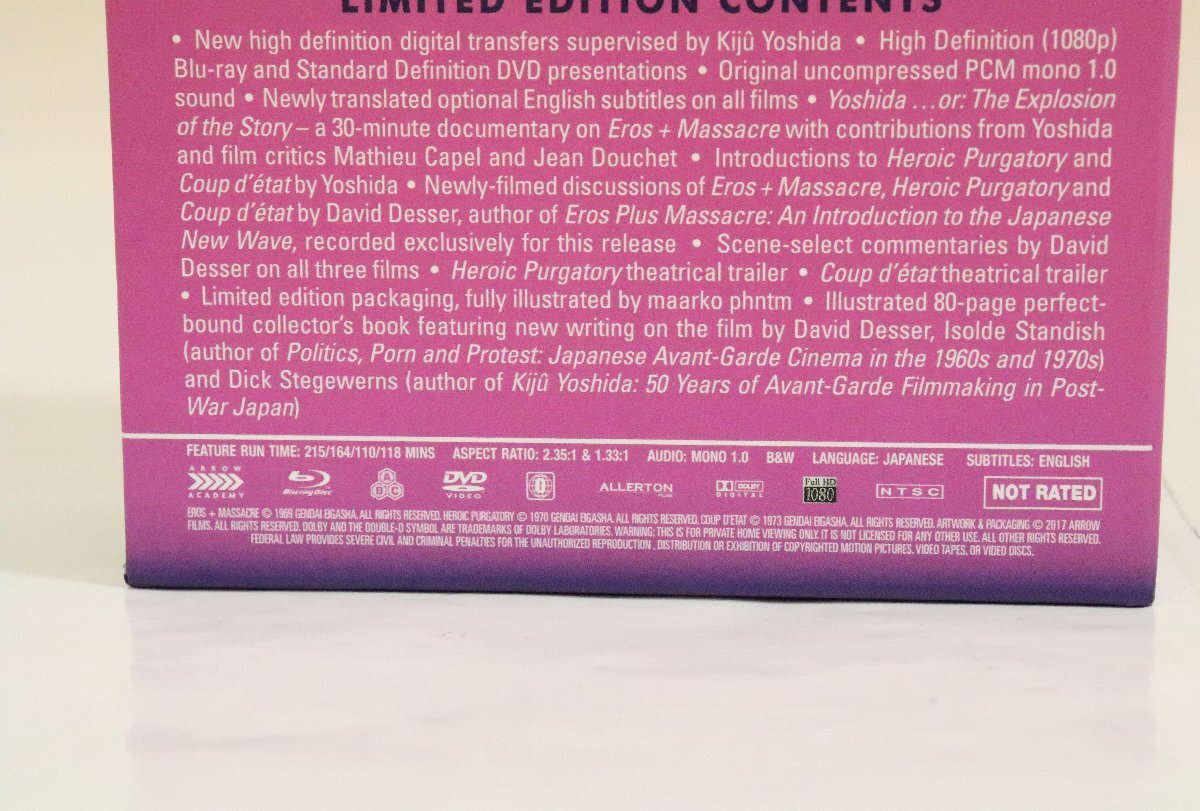 LIMITED EDITION CONTENTS
• New high definition digital transfers supervised by Kijû Yoshida • High Definition (1080p)
Blu-ray and Standard Definition DVD presentations • Original uncompressed PCM mono 1.0
sound • Newly translated optional English subtitles on all films • Yoshida ...or: The Explosion
of the Story – a 30-minute documentary on Eros + Massacre with contributions from Yoshida
and film critics Mathieu Capel and Jean Douchet • Introductions to Heroic Purgatory and
Coup d'état by Yoshida • Newly-filmed discussions of Eros + Massacre, Heroic Purgatory and
Coup d'état by David Desser, author of Eros Plus Massacre: An Introduction to the Japanese
New Wave, recorded exclusively for this release • Scene-select commentaries by David
Desser on all three films • Heroic Purgatory theatrical trailer • Coup d'état theatrical trailer
• Limited edition packaging, fully illustrated by maarko phntm • Illustrated 80-page perfect-
bound collector's book featuring new writing on the film by David Desser, Isolde Standish
(author of Politics, Porn and Protest: Japanese Avant-Garde Cinema in the 1960s and 1970s)
and Dick Stegewerns (author of Kijû Yoshida: 50 Years of Avant-Garde Filmmaking in Post-
War Japan)
FEATURE RUN TIME: 215/164/110/118 MINS ASPECT RATIO: 2.35:1 & 1.33:1 AUDIO: MONO 1.0 B&W LANGUAGE: JAPANESE SUBTITLES: ENGLISH
ARROW ACADEMY Blu-ray Disc ABC DVD VIDEO 0 ALLERTON DOLBY DIGITAL Full HD 1080 NTSC NOT RATED
EROS + MASSACRE © 1969 GENDAI EIGASHA. ALL RIGHTS RESERVED. HEROIC PURGATORY © 1970 GENDAI EIGASHA. ALL RIGHTS RESERVED. COUP D'ETAT © 1973 GENDAI EIGASHA. ALL RIGHTS RESERVED. ARTWORK & PACKAGING © 2017 ARROW
FILMS. ALL RIGHTS RESERVED. DOLBY AND THE DOUBLE-D SYMBOL ARE TRADEMARKS OF DOLBY LABORATORIES. WARNING: THIS IS FOR PRIVATE HOME VIEWING ONLY. IT IS NOT LICENSED FOR ANY OTHER USE. ALL OTHER RIGHTS RESERVED.
FEDERAL LAW PROVIDES SEVERE CIVIL AND CRIMINAL PENALTIES FOR THE UNAUTHORIZED REPRODUCTION , DISTRIBUTION OR EXHIBITION OF COPYRIGHTED MOTION PICTURES. VIDEO TAPES, OR VIDEO DISCS.